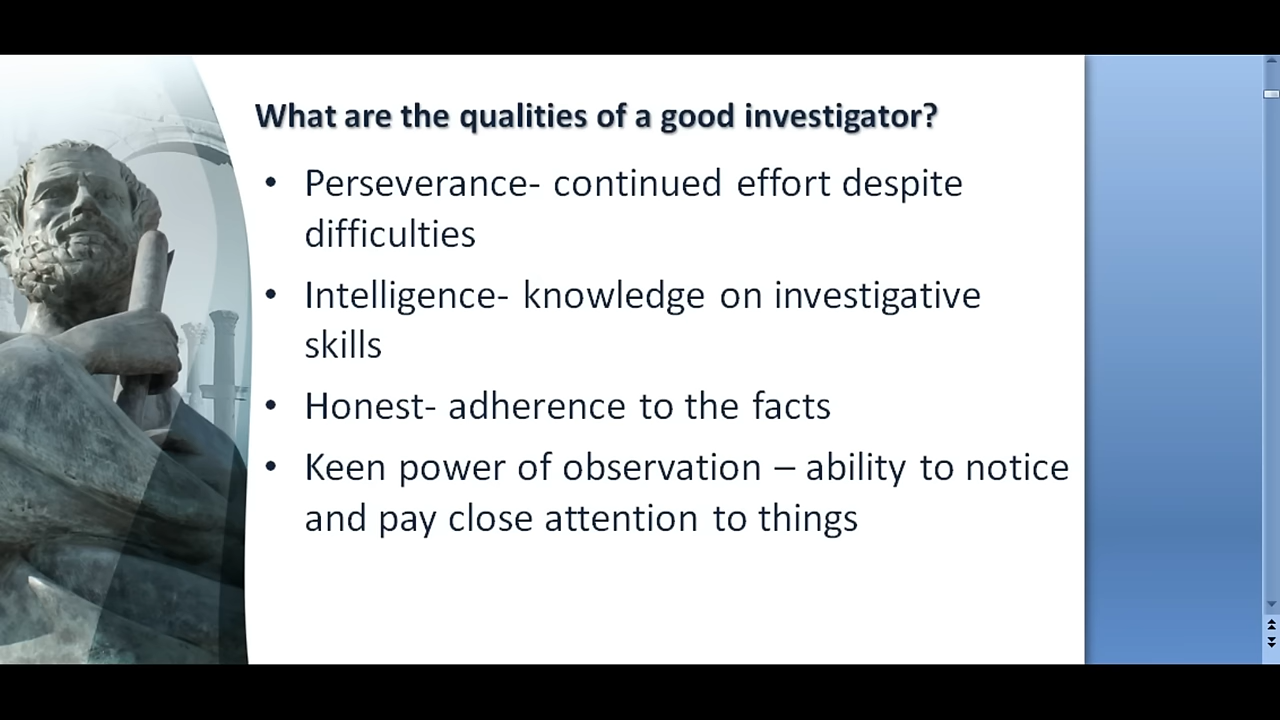 What are the qualities of a good investigator?
• Perseverance- continued effort despite
difficulties
• Intelligence- knowledge on investigative
skills
• Honest- adherence to the facts
• Keen power of observation – ability to notice
and pay close attention to things